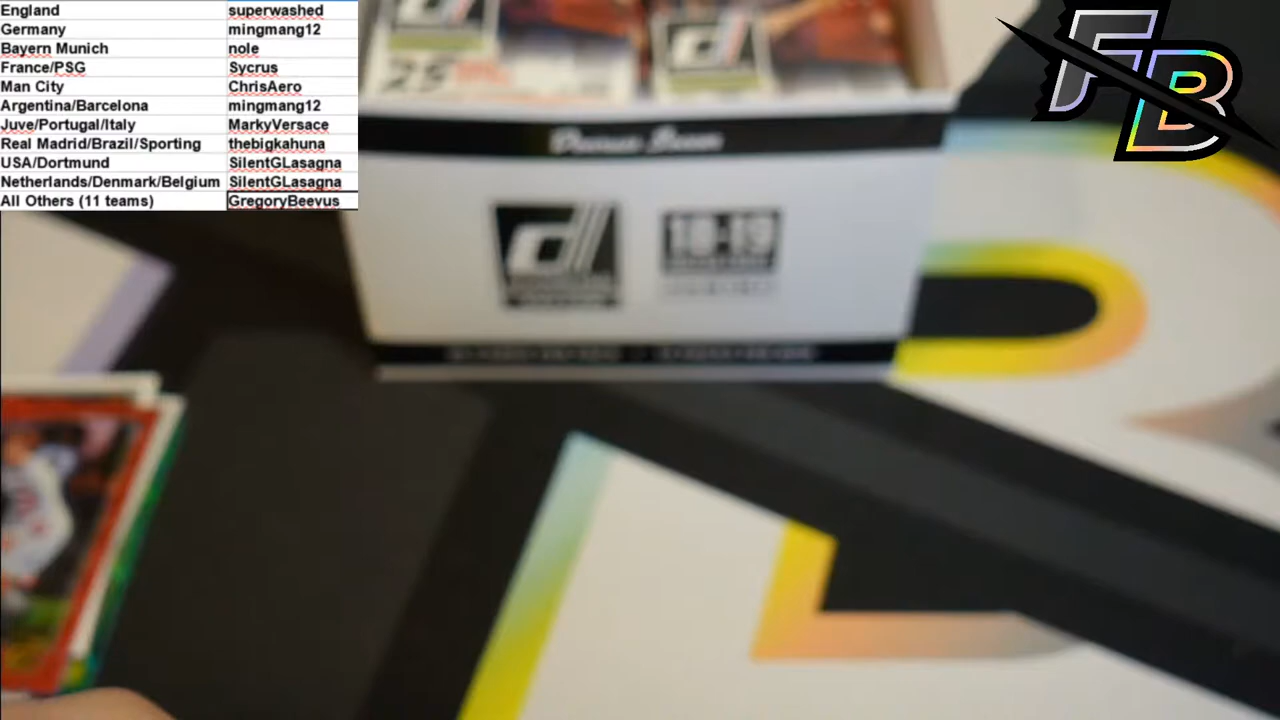 England superwashed
Germany mingmang12
Bayern Munich nole
France/PSG Sycrus
Man City ChrisAero
Argentina/Barcelona mingmang12
Juve/Portugal/Italy MarkyVersace
Real Madrid/Brazil/Sporting thebigkahuna
USA/Dortmund SilentGLasagna
Netherlands/Denmark/Belgium SilentGLasagna
All Others (11 teams) GregoryBeevus
FB
25
d
d
18-19